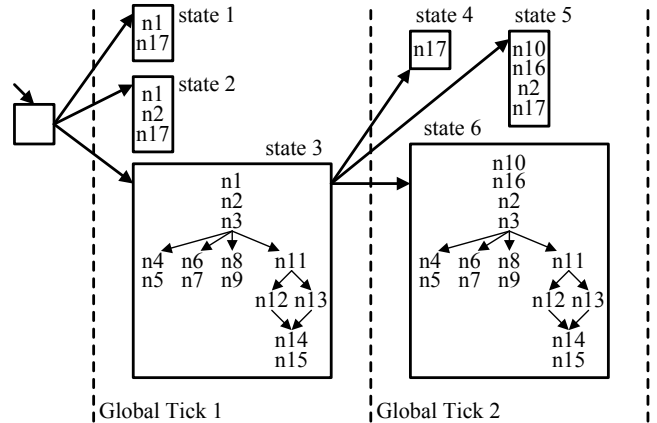 state 1
n1
n17
state 2
n1
n2
n17
state 3
n1
n2
n3
n4 n6 n8 n11
n5 n7 n9
n12 n13
n14
n15
Global Tick 1
state 4
n17
state 5
n10
n16
n2
n17
state 6
n10
n16
n2
n3
n4 n6 n8 n11
n5 n7 n9
n12 n13
n14
n15
Global Tick 2